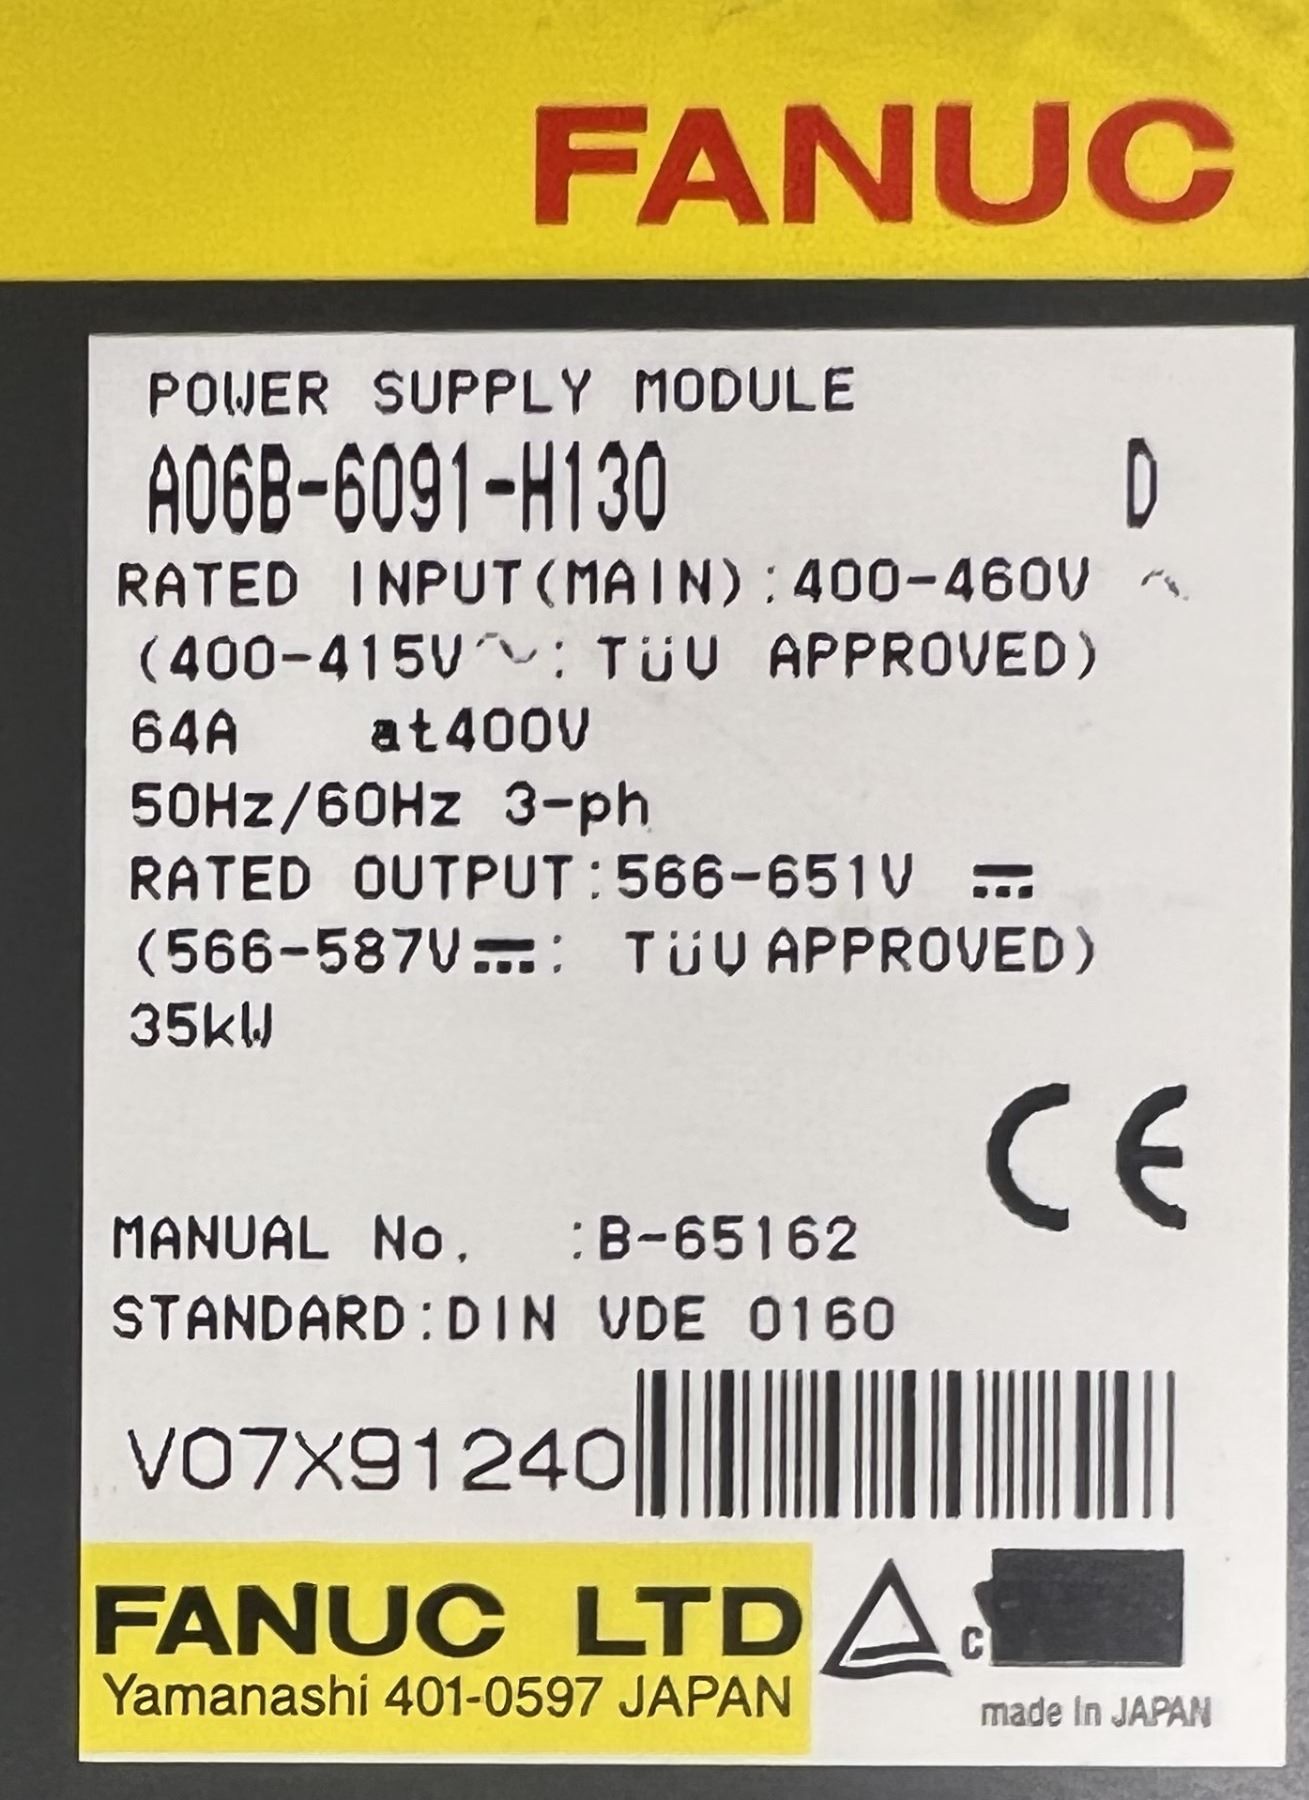 FANUC
POWER SUPPLY MODULE
A06B-6091-H130 D
RATED INPUT(MAIN):400-460V ~
(400-415V~: TüV APPROVED)
64A at400V
50Hz/60Hz 3-ph
RATED OUTPUT:566-651V ⎓
(566-587V⎓: TüV APPROVED)
35kW
CE
MANUAL No. :B-65162
STANDARD:DIN VDE 0160
V07X91240
FANUC LTD
Yamanashi 401-0597 JAPAN
C
made in JAPAN